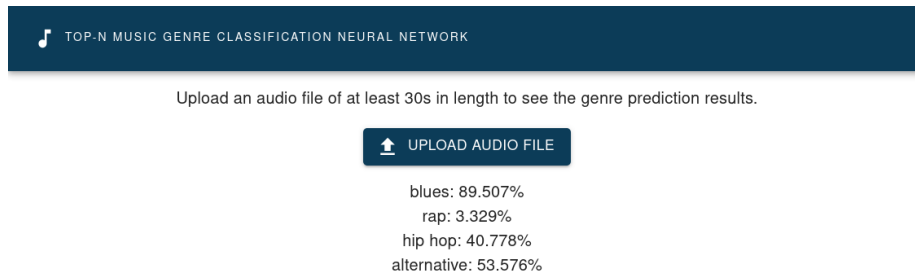 TOP-N MUSIC GENRE CLASSIFICATION NEURAL NETWORK
Upload an audio file of at least 30s in length to see the genre prediction results.
UPLOAD AUDIO FILE
blues: 89.507%
rap: 3.329%
hip hop: 40.778%
alternative: 53.576%